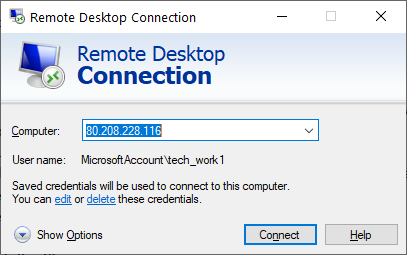 Remote Desktop Connection
Remote Desktop
Connection
Computer: 80.208.228.116
User name: MicrosoftAccount\tech_work1
Saved credentials will be used to connect to this computer.
You can edit or delete these credentials.
Show Options Connect Help